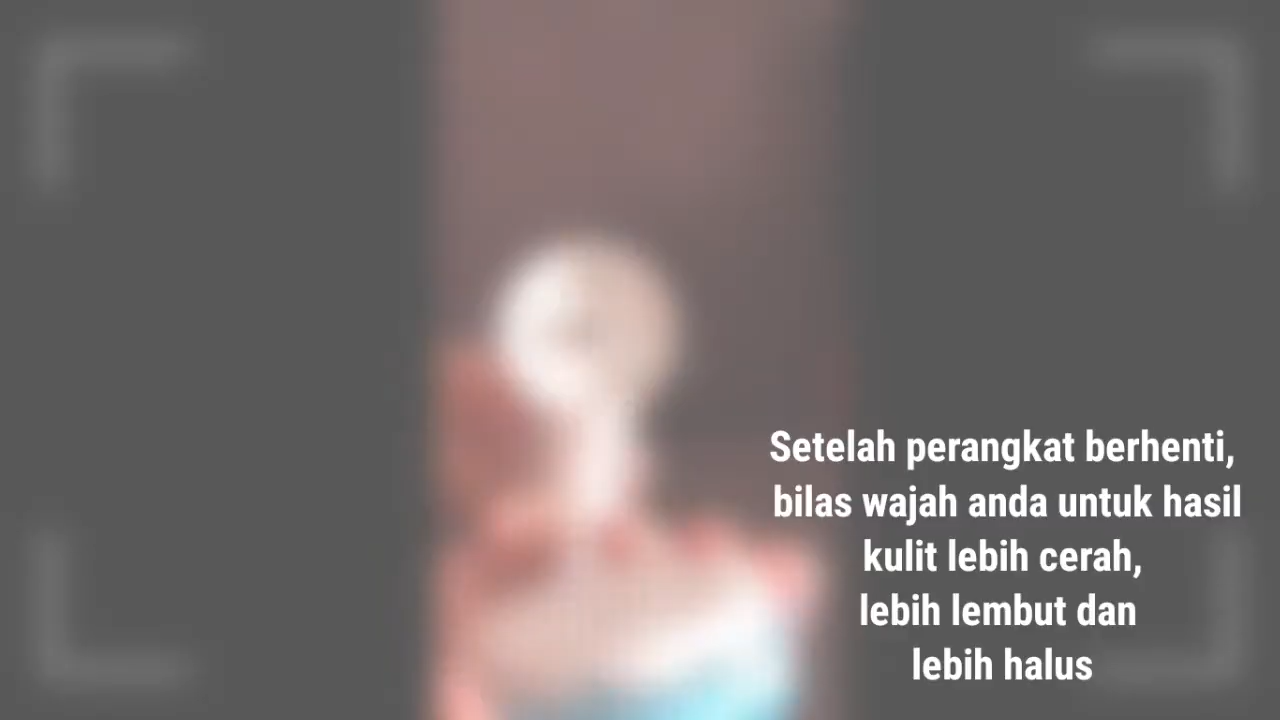 Setelah perangkat berhenti,
bilas wajah anda untuk hasil
kulit lebih cerah,
lebih lembut dan
lebih halus